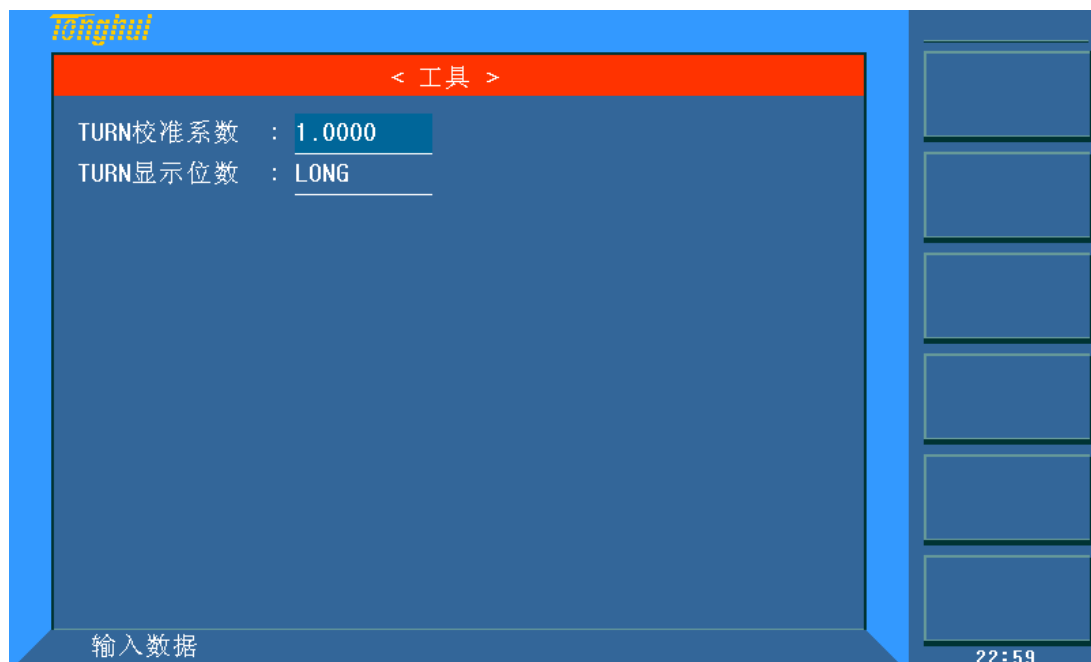 Tonghui
< 工具 >
TURN校准系数 : 1.0000
TURN显示位数 : LONG
输入数据
22:59